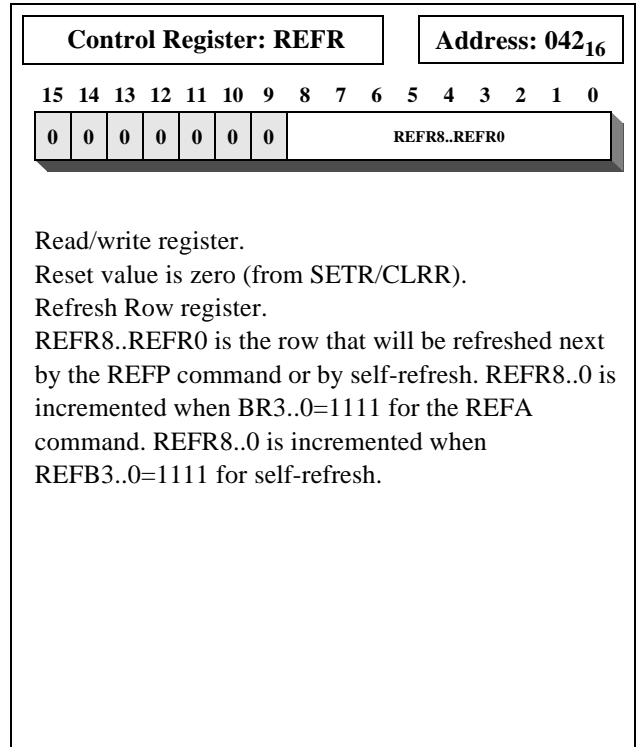 Control Register: REFR
Address: 042₁₆
15 14 13 12 11 10 9 8 7 6 5 4 3 2 1 0
0 0 0 0 0 0 0 REFR8..REFR0
Read/write register.
Reset value is zero (from SETR/CLRR).
Refresh Row register.
REFR8..REFR0 is the row that will be refreshed next
by the REFP command or by self-refresh. REFR8..0 is
incremented when BR3..0=1111 for the REFA
command. REFR8..0 is incremented when
REFB3..0=1111 for self-refresh.